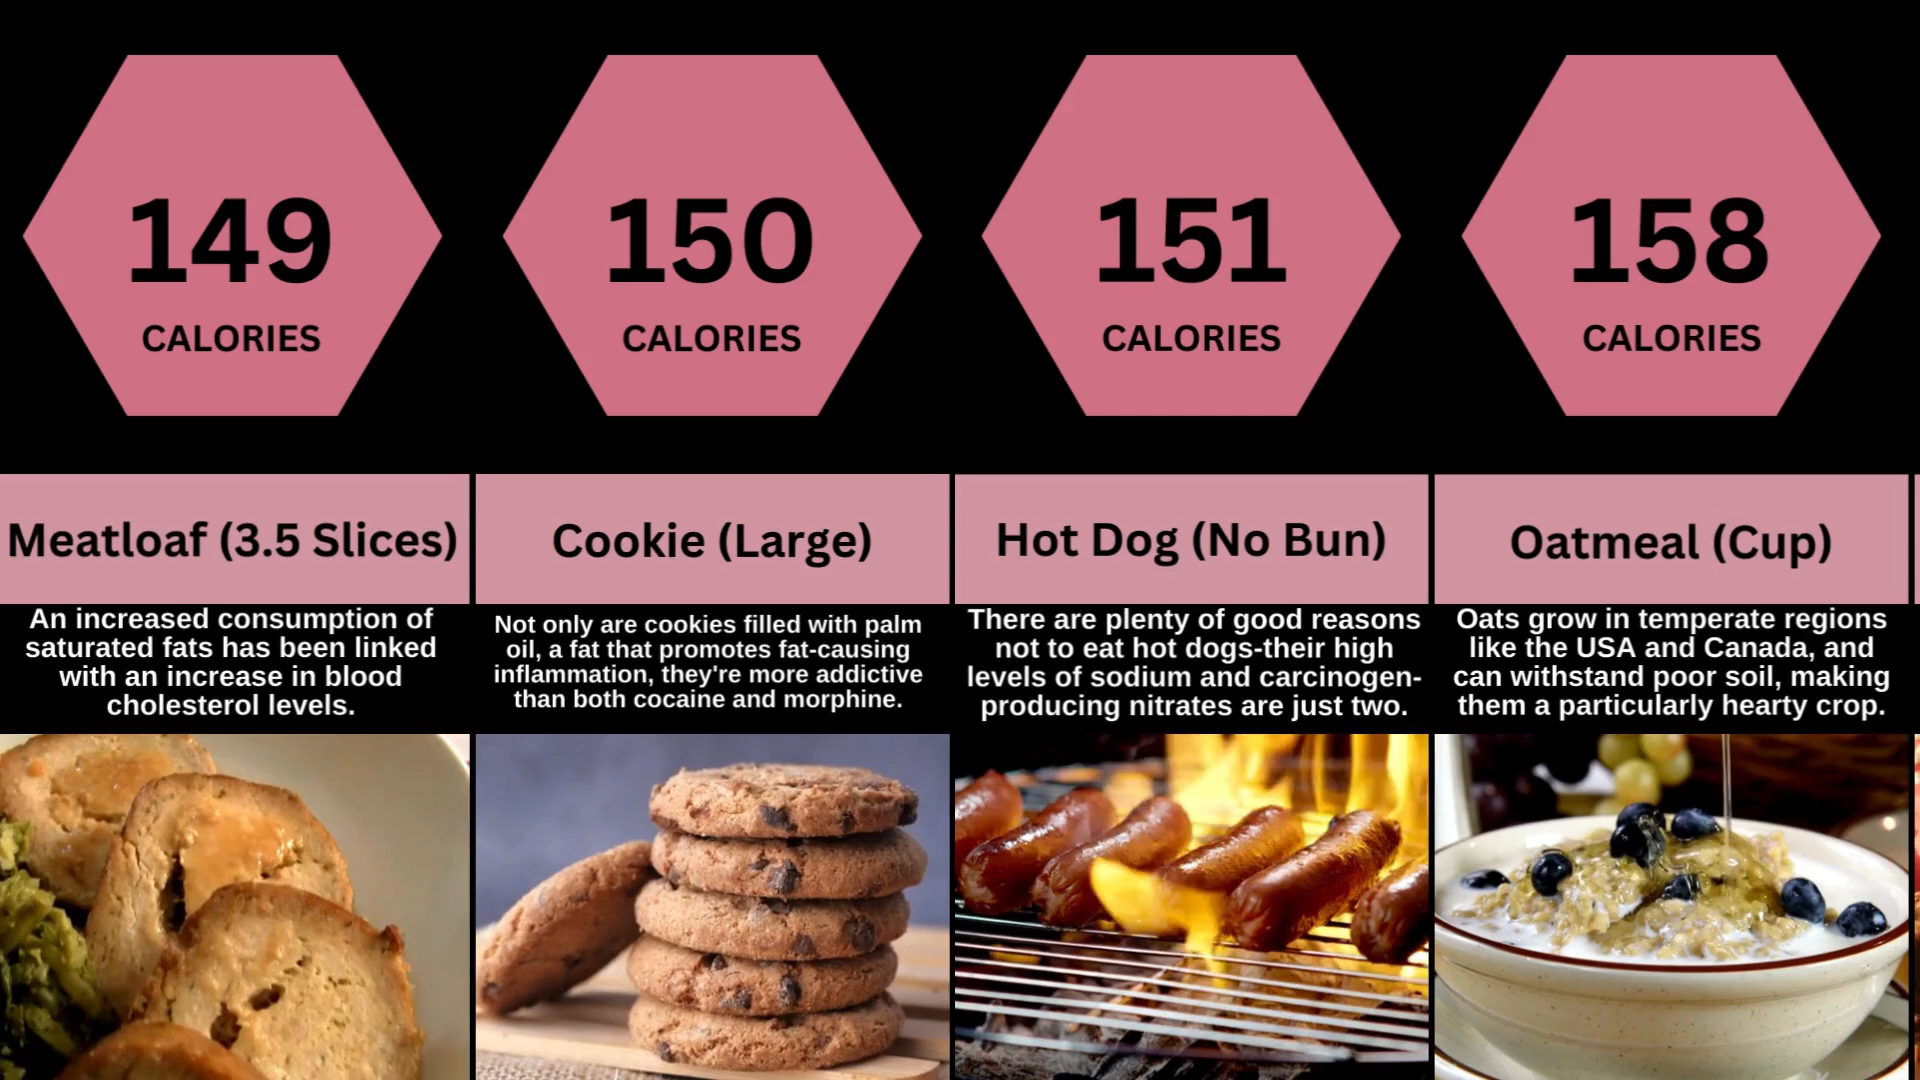 149
CALORIES
150
CALORIES
151
CALORIES
158
CALORIES
Meatloaf (3.5 Slices)
Cookie (Large)
Hot Dog (No Bun)
Oatmeal (Cup)
An increased consumption of
saturated fats has been linked
with an increase in blood
cholesterol levels.
Not only are cookies filled with palm
oil, a fat that promotes fat-causing
inflammation, they're more addictive
than both cocaine and morphine.
There are plenty of good reasons
not to eat hot dogs-their high
levels of sodium and carcinogen-
producing nitrates are just two.
Oats grow in temperate regions
like the USA and Canada, and
can withstand poor soil, making
them a particularly hearty crop.